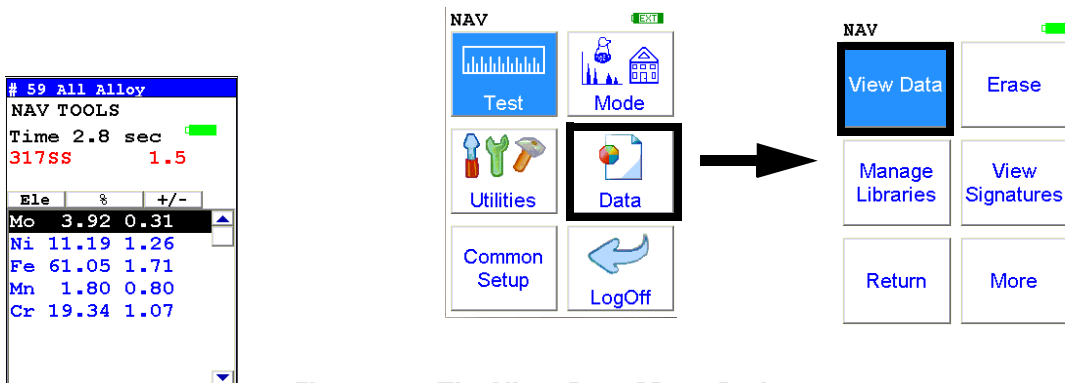 # 59 All Alloy
NAV TOOLS
Time 2.8 sec
317SS 1.5
Ele % +/-
Mo 3.92 0.31
Ni 11.19 1.26
Fe 61.05 1.71
Mn 1.80 0.80
Cr 19.34 1.07
NAV EXT
Test
Mode
Utilities
Data
Common
Setup
LogOff
NAV
View Data
Erase
Manage
Libraries
View
Signatures
Return
More